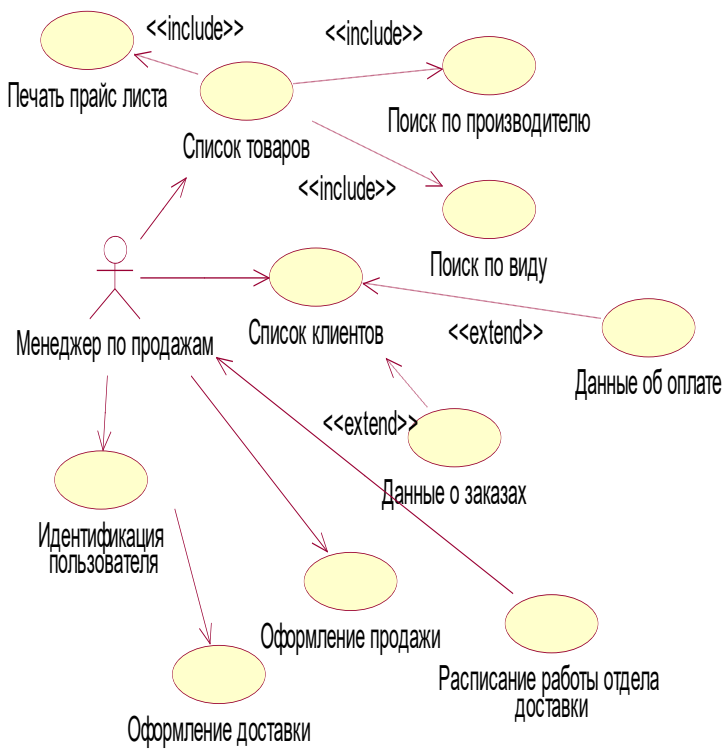 <<include>>
<<include>>
Печать прайс листа
Поиск по производителю
Список товаров
<<include>>
Поиск по виду
Менеджер по продажам
Список клиентов
<<extend>>
Данные об оплате
<<extend>>
Данные о заказах
Идентификация
пользователя
Оформление продажи
Расписание работы отдела
доставки
Оформление доставки